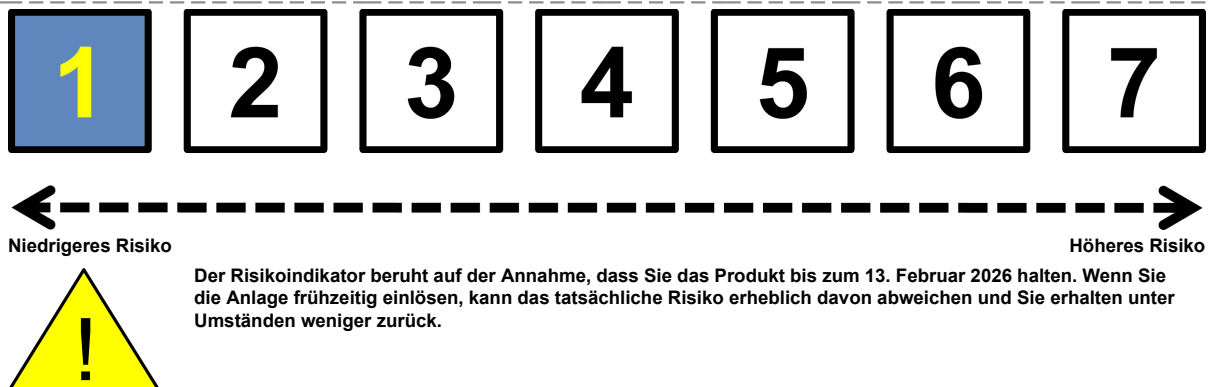 1 2 3 4 5 6 7
Niedrigeres Risiko Höheres Risiko
Der Risikoindikator beruht auf der Annahme, dass Sie das Produkt bis zum 13. Februar 2026 halten. Wenn Sie
die Anlage frühzeitig einlösen, kann das tatsächliche Risiko erheblich davon abweichen und Sie erhalten unter
Umständen weniger zurück.
!